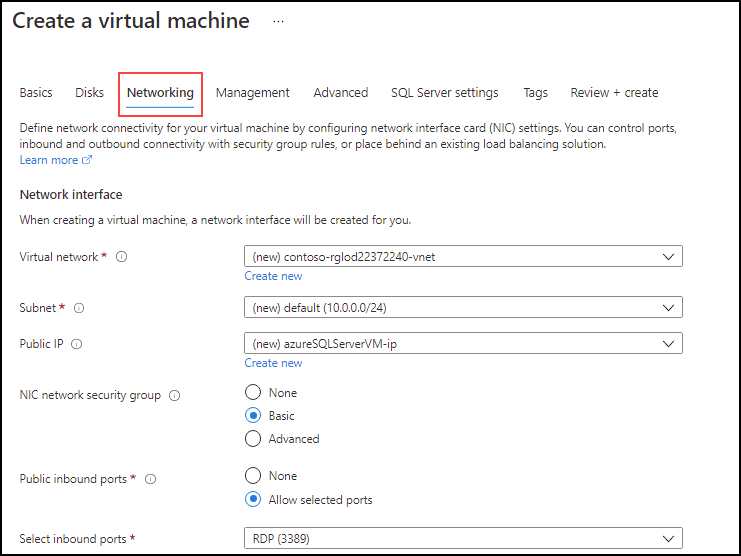 Create a virtual machine ...
Basics Disks Networking Management Advanced SQL Server settings Tags Review + create
Define network connectivity for your virtual machine by configuring network interface card (NIC) settings. You can control ports,
inbound and outbound connectivity with security group rules, or place behind an existing load balancing solution.
Learn more
Network interface
When creating a virtual machine, a network interface will be created for you.
Virtual network * (new) contoso-rglod22372240-vnet
Create new
Subnet * (new) default (10.0.0.0/24)
Public IP (new) azureSQLServerVM-ip
Create new
NIC network security group None
Basic
Advanced
Public inbound ports * None
Allow selected ports
Select inbound ports * RDP (3389)